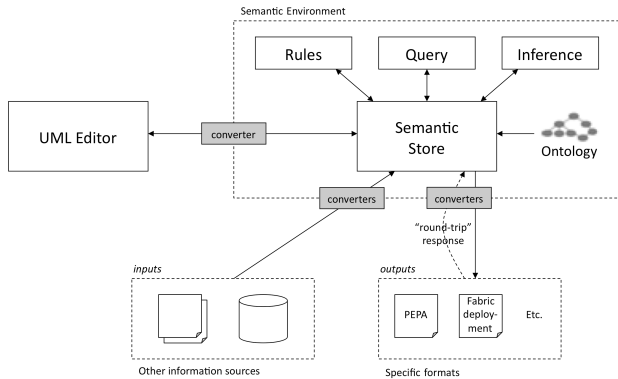 Semantic Environment
Rules
Query
Inference
UML Editor
converter
Semantic
Store
Ontology
converters
converters
“round-trip”
response
inputs
outputs
PEPA
Fabric
deploy-
ment
Etc.
Other information sources
Specific formats